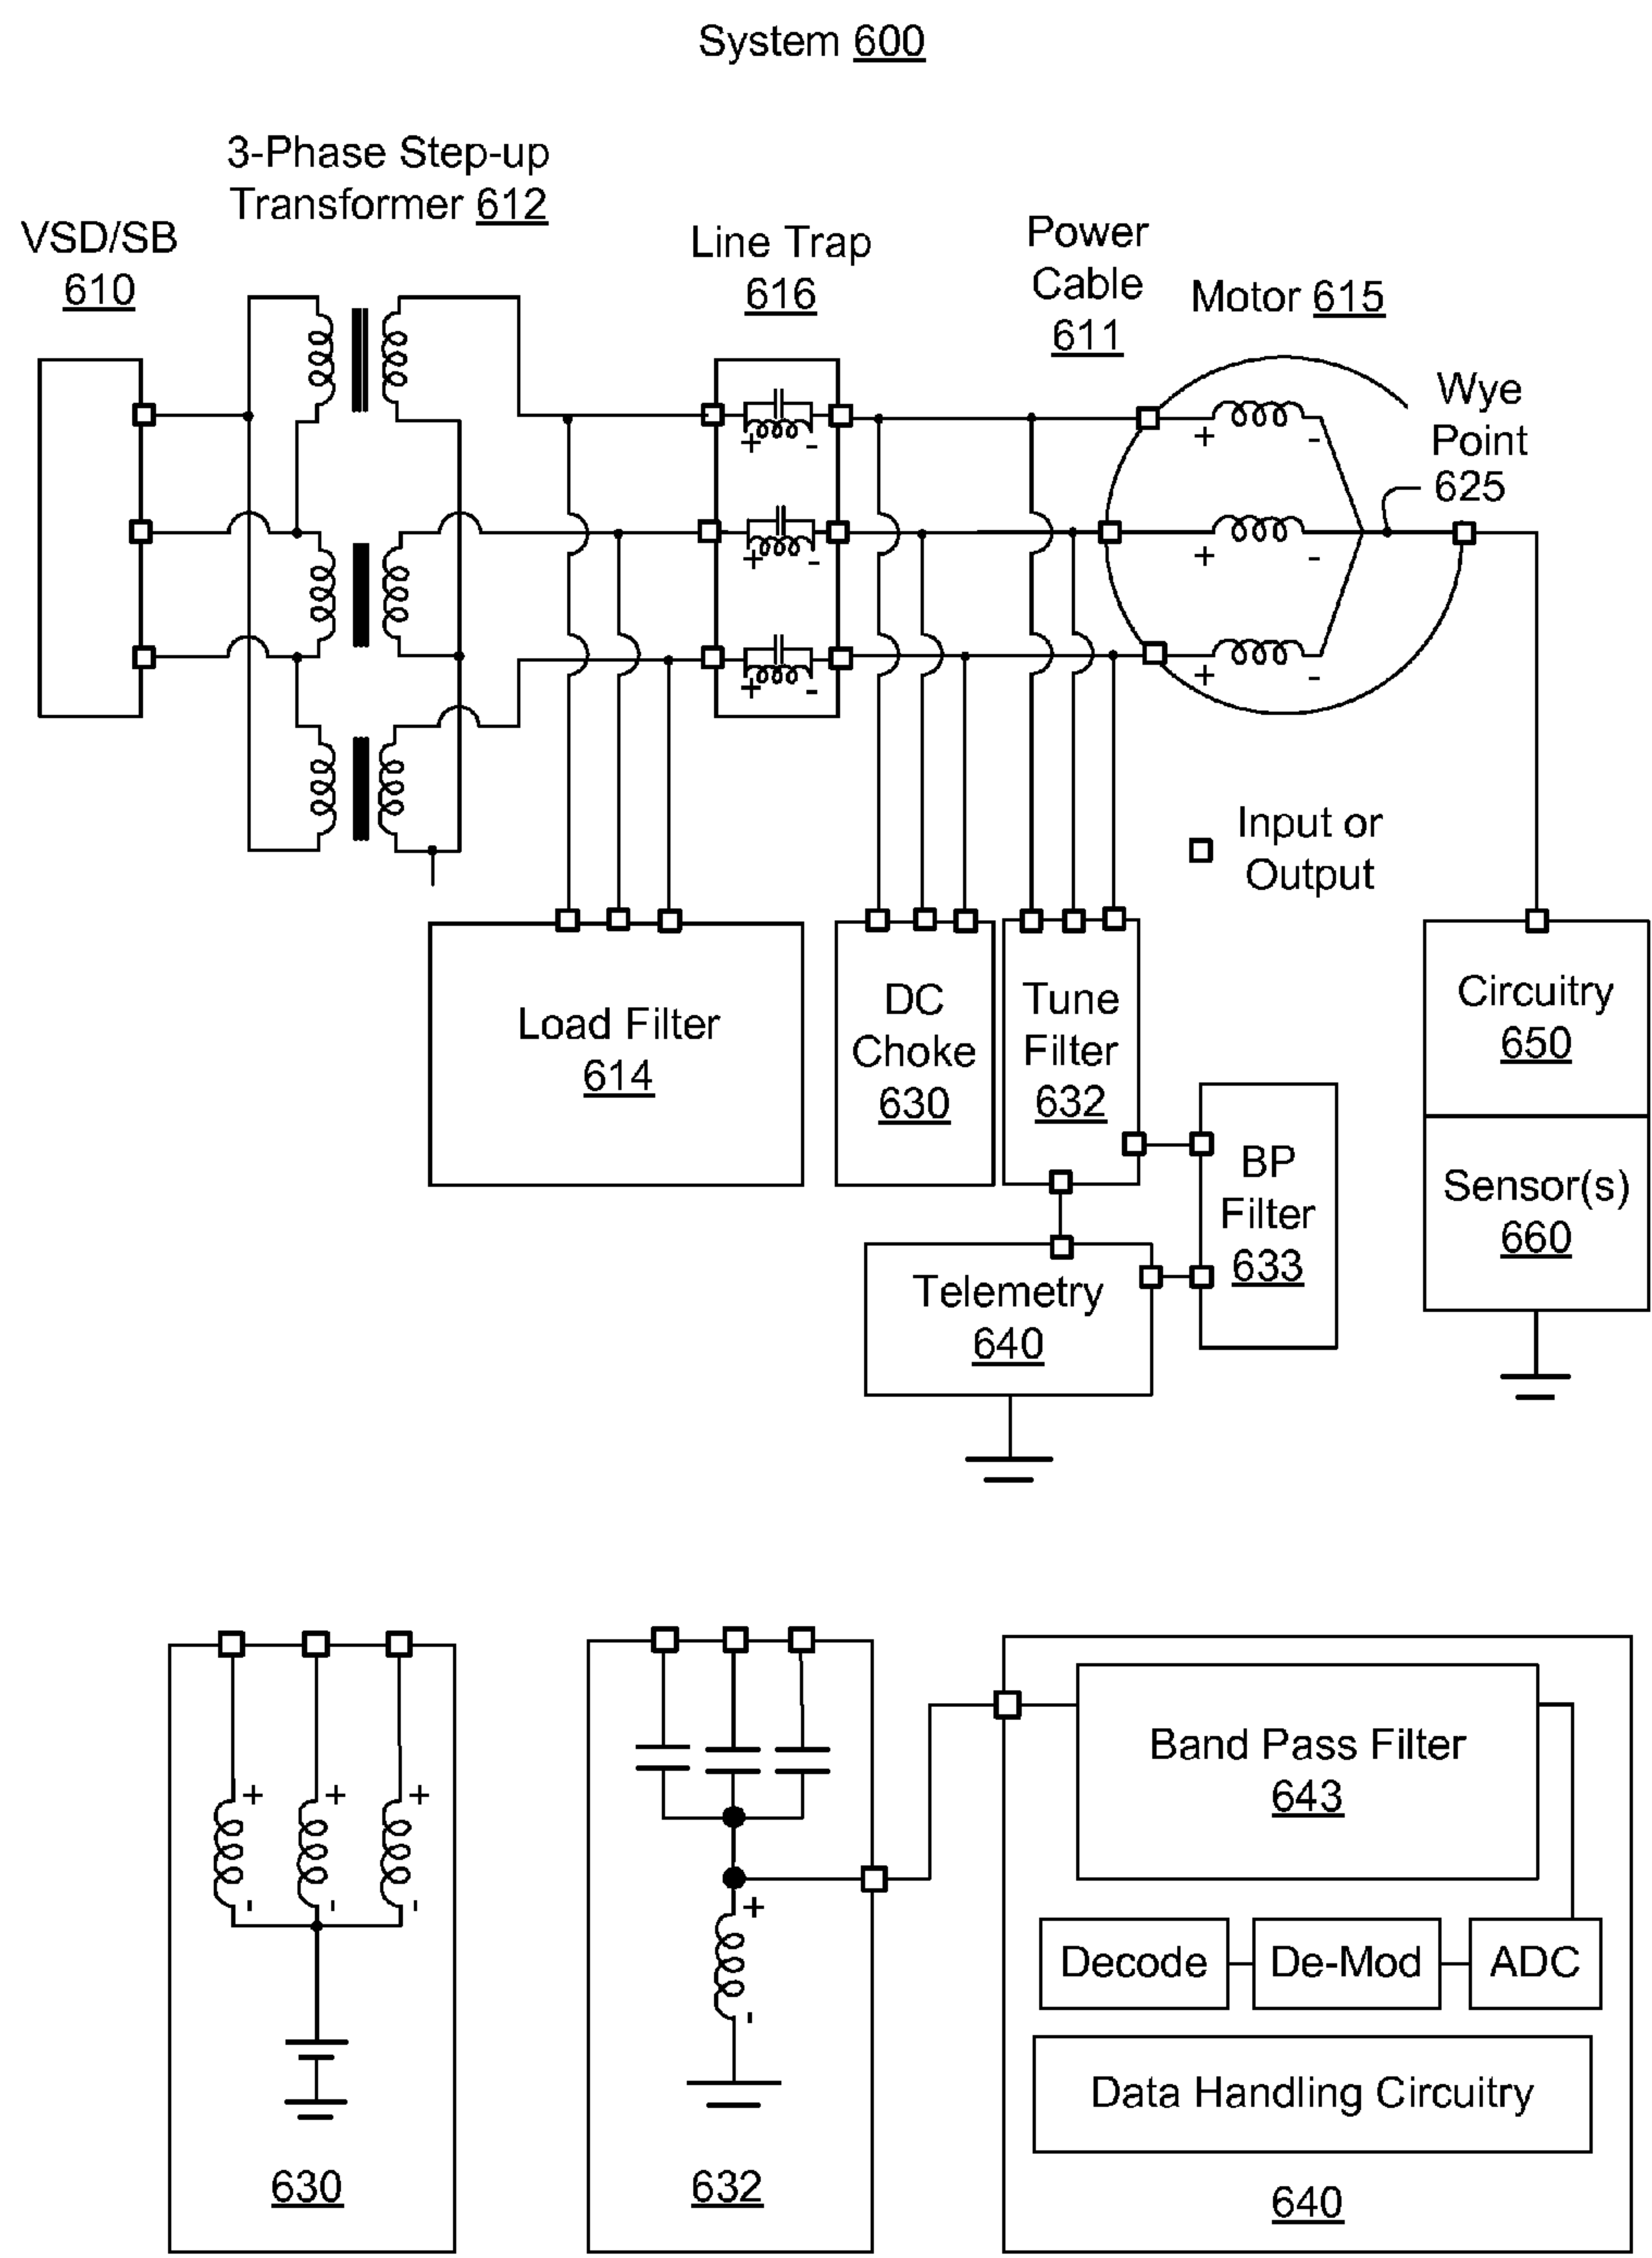 System 600
3-Phase Step-up
Transformer 612
VSD/SB
610
Line Trap
616
Power
Cable
611
Motor 615
Wye
Point
625
+ -
+ -
+ -
+ -
+ -
+ -
Input or
Output
Load Filter
614
DC
Choke
630
Tune
Filter
632
BP
Filter
633
Telemetry
640
Circuitry
650
Sensor(s)
660
+ + +
- - -
630
+
-
632
Band Pass Filter
643
Decode
De-Mod
ADC
Data Handling Circuitry
640